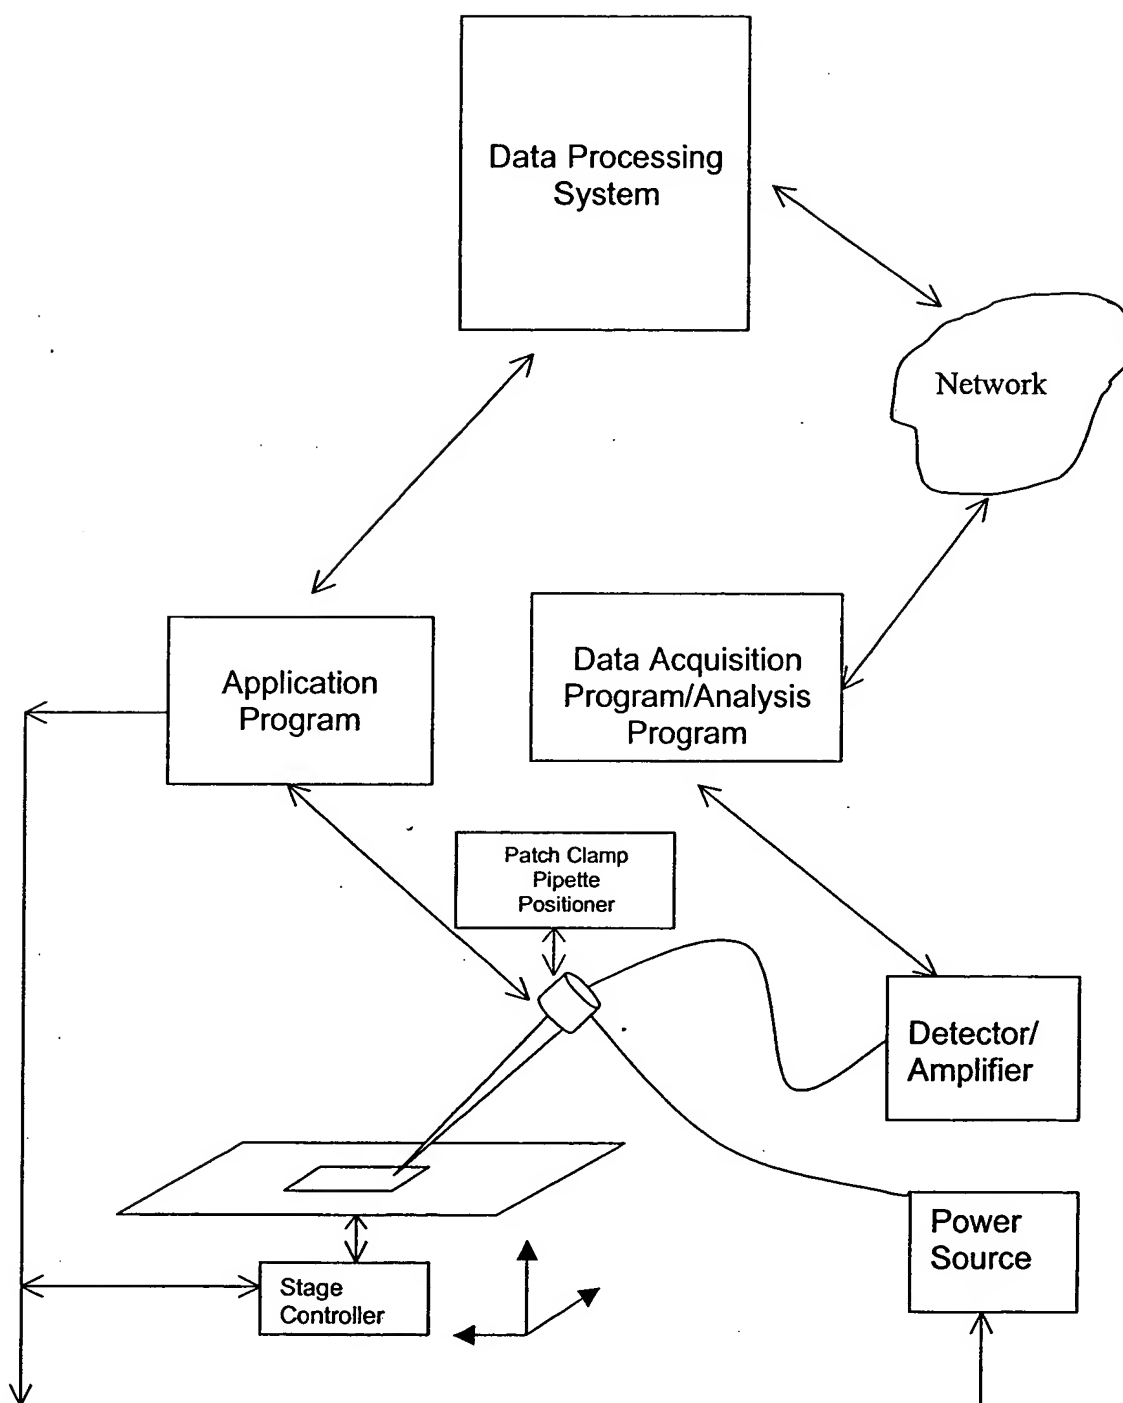 Data Processing
System
Network
Application
Program
Data Acquisition
Program/Analysis
Program
Patch Clamp
Pipette
Positioner
Detector/
Amplifier
Power
Source
Stage
Controller